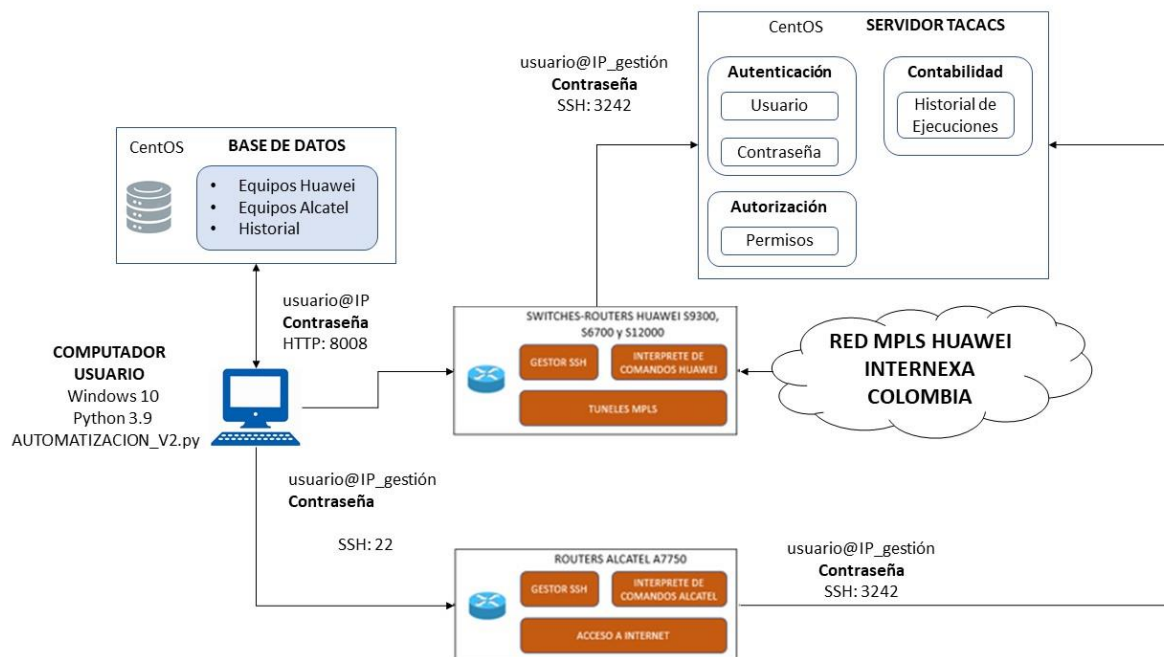 CentOS SERVIDOR TACACS
Autenticación
Usuario
Contraseña
Contabilidad
Historial de
Ejecuciones
Autorización
Permisos
usuario@IP_gestión
Contraseña
SSH: 3242
CentOS BASE DE DATOS
• Equipos Huawei
• Equipos Alcatel
• Historial
usuario@IP
Contraseña
HTTP: 8008
COMPUTADOR
USUARIO
Windows 10
Python 3.9
AUTOMATIZACION_V2.py
SWITCHES-ROUTERS HUAWEI S9300,
S6700 y S12000
GESTOR SSH
INTERPRETE DE
COMANDOS HUAWEI
TUNELES MPLS
RED MPLS HUAWEI
INTERNEXA
COLOMBIA
usuario@IP_gestión
Contraseña
SSH: 22
ROUTERS ALCATEL A7750
GESTOR SSH
INTERPRETE DE
COMANDOS ALCATEL
ACCESO A INTERNET
usuario@IP_gestión
Contraseña
SSH: 3242